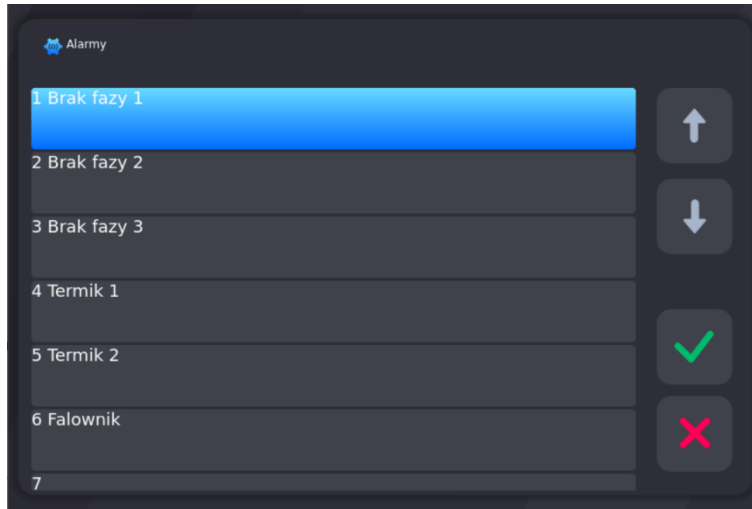 Alarmy
1 Brak fazy 1
2 Brak fazy 2
3 Brak fazy 3
4 Termik 1
5 Termik 2
6 Falownik
7